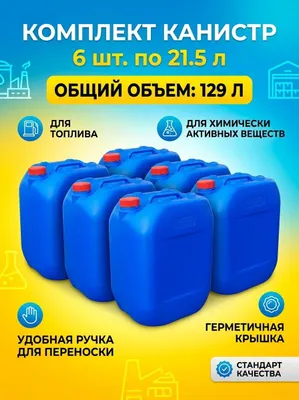 КОМПЛЕКТ КАНИСТР
6 шт. по 21.5 л
ОБЩИЙ ОБЪЕМ: 129 Л
ДЛЯ
ТОПЛИВА
ДЛЯ ХИМИЧЕСКИ
АКТИВНЫХ ВЕЩЕСТВ
УДОБНАЯ РУЧКА
ДЛЯ ПЕРЕНОСКИ
ГЕРМЕТИЧНАЯ
КРЫШКА
СТАНДАРТ
КАЧЕСТВА